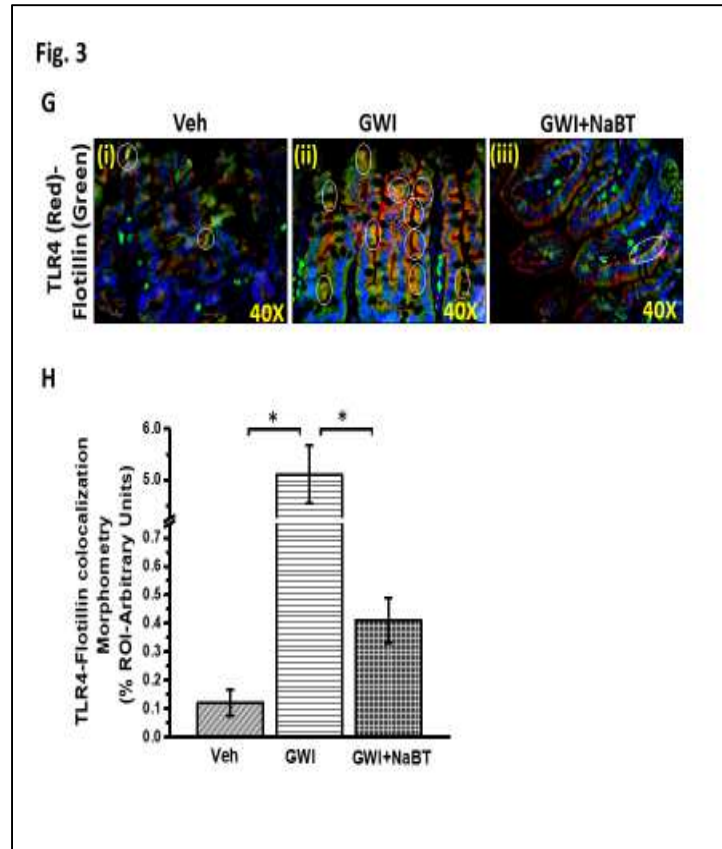 Fig. 3
G
Veh GWI GWI+NaBT
TLR4 (Red)-
Flotillin (Green)
(i) (ii) (iii)
40X 40X 40X
H
TLR4-Flotillin colocalization
Morphometry
(% ROI-Arbitrary Units)
* *
6.0
5.0
0.7
0.6
0.5
0.4
0.3
0.2
0.1
0.0
Veh GWI GWI+NaBT